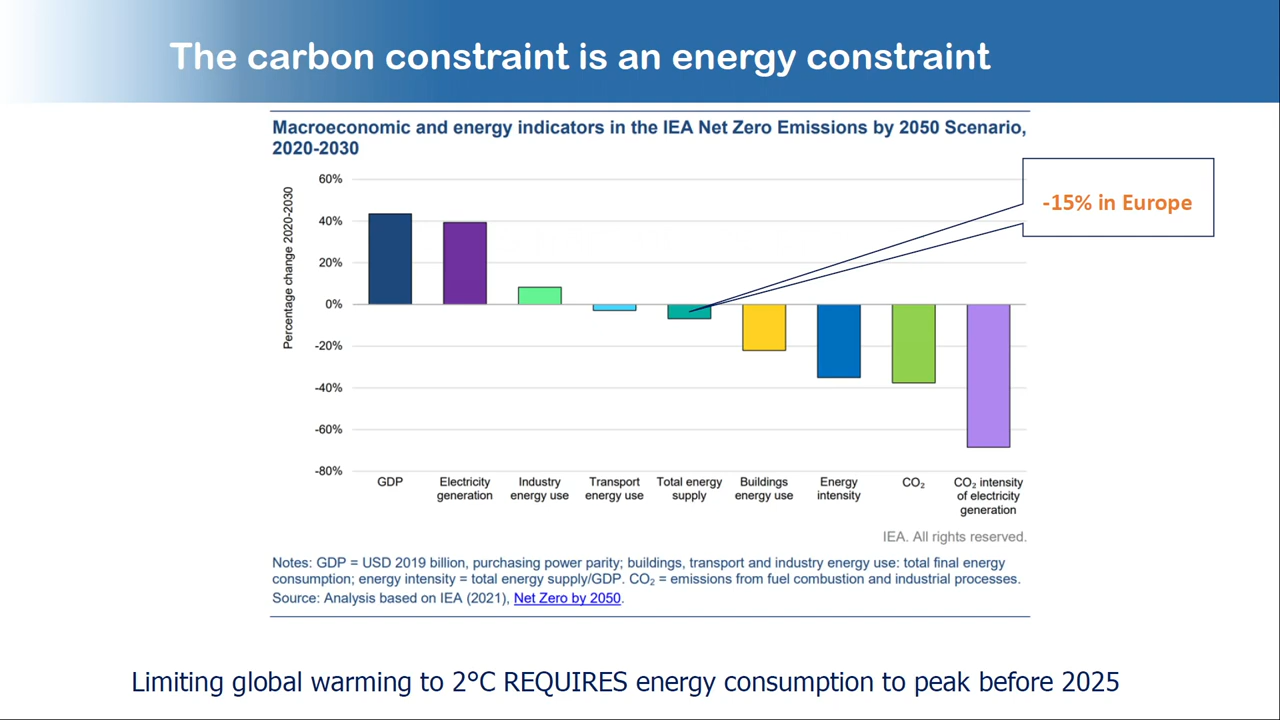 The carbon constraint is an energy constraint
Macroeconomic and energy indicators in the IEA Net Zero Emissions by 2050 Scenario,
2020-2030
-15% in Europe
Percentage change 2020-2030
60%
40%
20%
0%
-20%
-40%
-60%
-80%
GDP
Electricity
generation
Industry
energy use
Transport
energy use
Total energy
supply
Buildings
energy use
Energy
intensity
CO₂
CO₂ intensity
of electricity
generation
IEA. All rights reserved.
Notes: GDP = USD 2019 billion, purchasing power parity; buildings, transport and industry energy use: total final energy
consumption; energy intensity = total energy supply/GDP. CO₂ = emissions from fuel combustion and industrial processes.
Source: Analysis based on IEA (2021), Net Zero by 2050.
Limiting global warming to 2°C REQUIRES energy consumption to peak before 2025